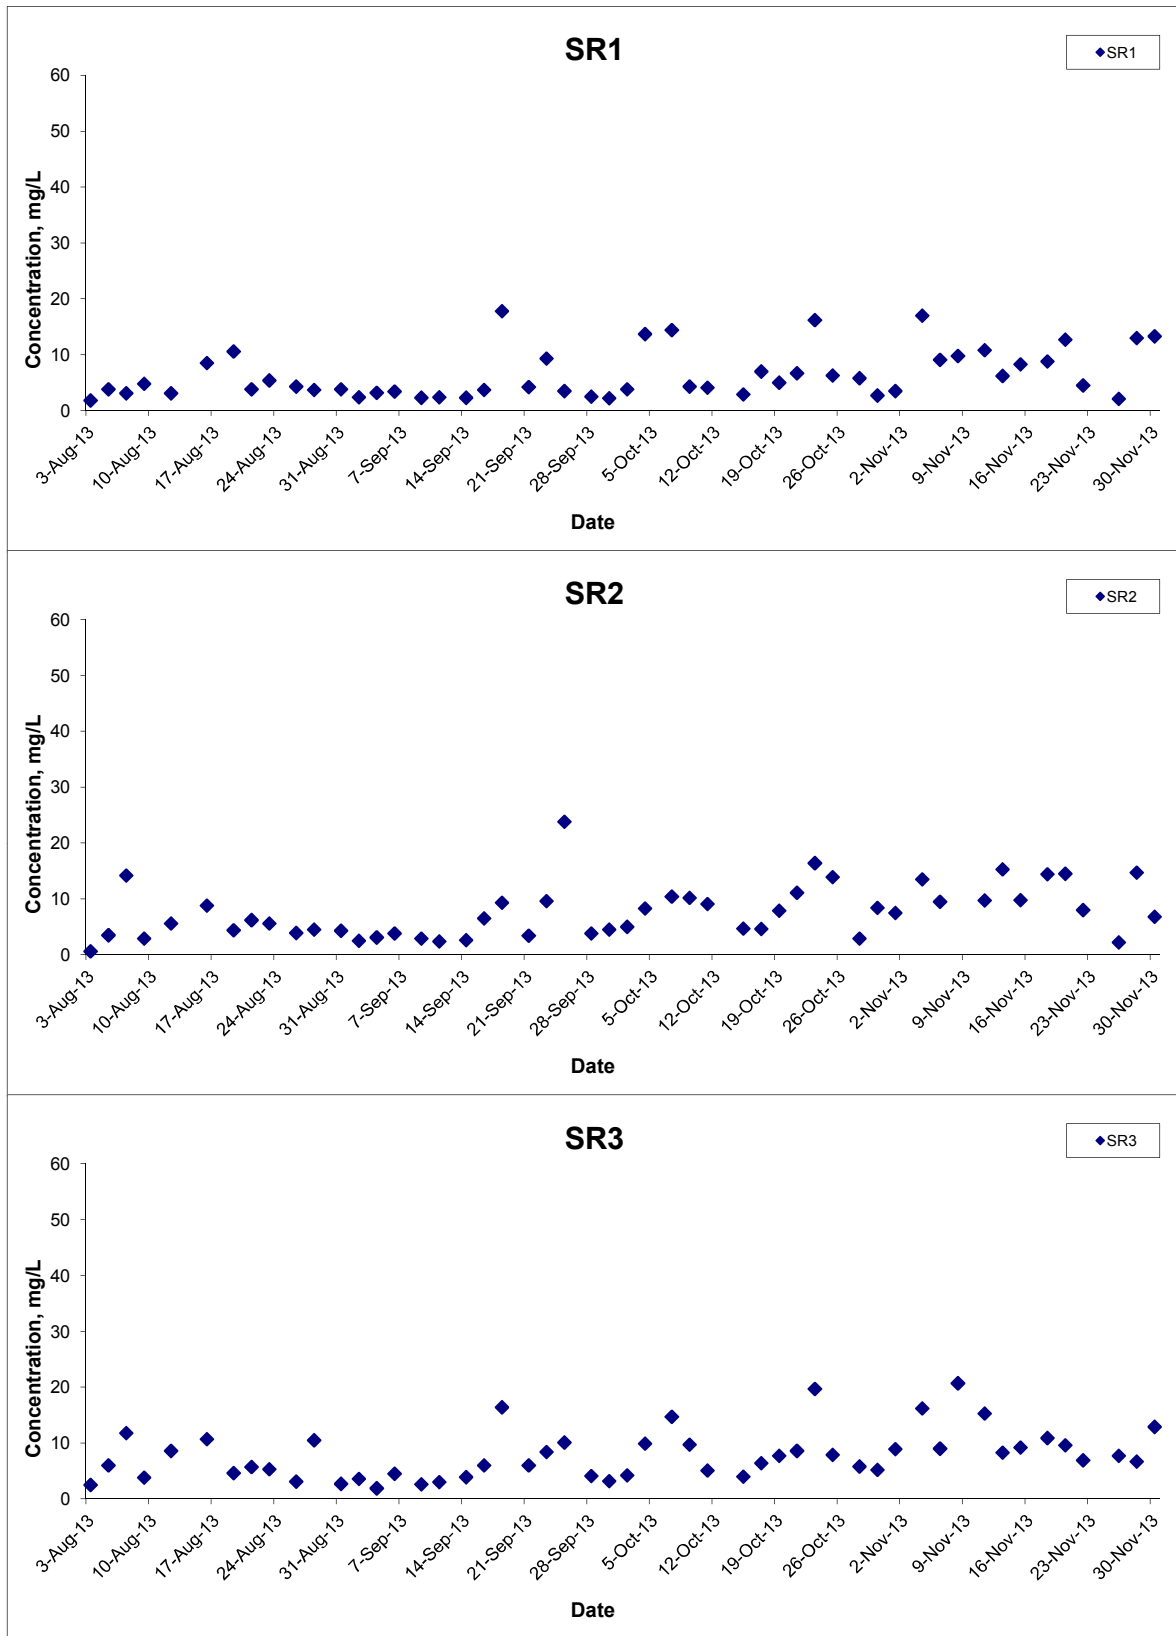 SR1
SR1
Concentration, mg/L
60
50
40
30
20
10
0
3-Aug-13
10-Aug-13
17-Aug-13
24-Aug-13
31-Aug-13
7-Sep-13
14-Sep-13
21-Sep-13
28-Sep-13
5-Oct-13
12-Oct-13
19-Oct-13
26-Oct-13
2-Nov-13
9-Nov-13
16-Nov-13
23-Nov-13
30-Nov-13
Date
SR2
SR2
Concentration, mg/L
60
50
40
30
20
10
0
3-Aug-13
10-Aug-13
17-Aug-13
24-Aug-13
31-Aug-13
7-Sep-13
14-Sep-13
21-Sep-13
28-Sep-13
5-Oct-13
12-Oct-13
19-Oct-13
26-Oct-13
2-Nov-13
9-Nov-13
16-Nov-13
23-Nov-13
30-Nov-13
Date
SR3
SR3
Concentration, mg/L
60
50
40
30
20
10
0
3-Aug-13
10-Aug-13
17-Aug-13
24-Aug-13
31-Aug-13
7-Sep-13
14-Sep-13
21-Sep-13
28-Sep-13
5-Oct-13
12-Oct-13
19-Oct-13
26-Oct-13
2-Nov-13
9-Nov-13
16-Nov-13
23-Nov-13
30-Nov-13
Date